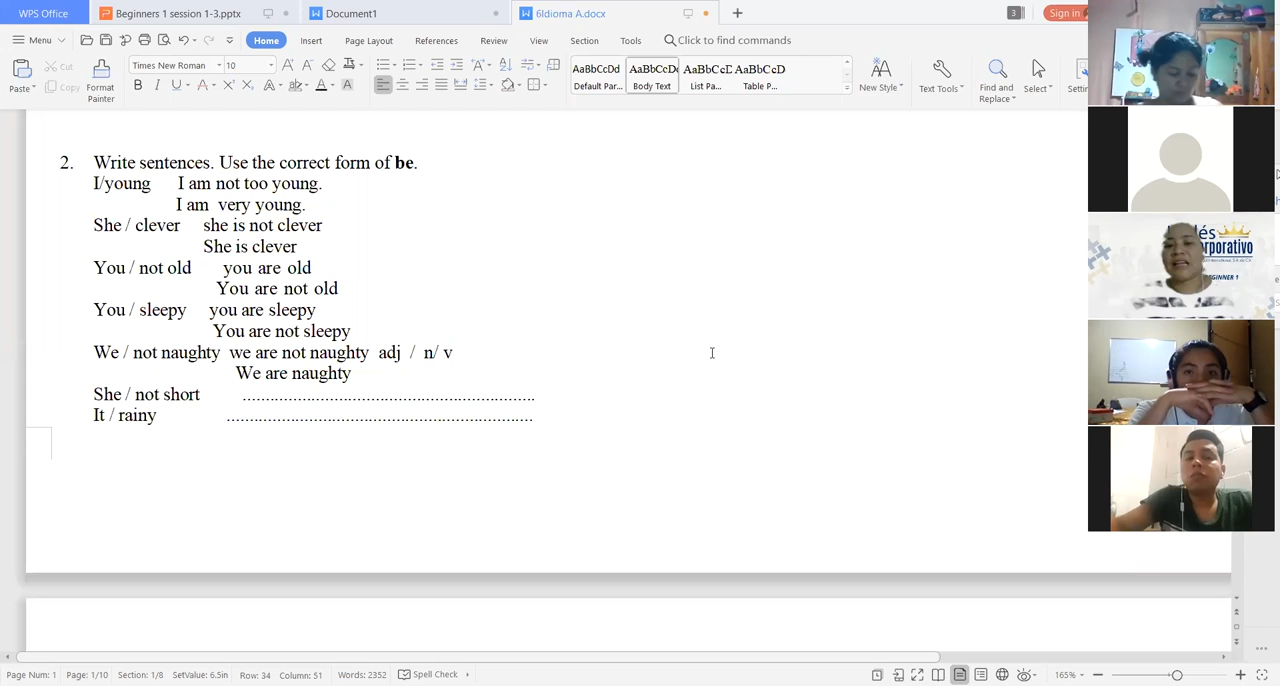 WPS Office
Beginners 1 session 1-3.pptx
Document1
6Idioma A.docx
3
Sign in
Menu
Home
Insert
Page Layout
References
Review
View
Section
Tools
Click to find commands
Paste
Cut
Copy
Format
Painter
Times New Roman
10
AaBbCcDd
Default Par...
AaBbCcD
Body Text
AaBbCcD
List Pa...
AaBbCcD
Table P...
New Style
Text Tools
Find and
Replace
Select
2. Write sentences. Use the correct form of be.
I/young I am not too young.
I am very young.
She / clever she is not clever
She is clever
You / not old you are old
You are not old
You / sleepy you are sleepy
You are not sleepy
We / not naughty we are not naughty adj / n/ v
We are naughty
She / not short ................................................................
It / rainy ..................................................................
Page Num: 1
Page: 1/10
Section: 1/8
SetValue: 6.5in
Row: 34
Column: 51
Words: 2352
Spell Check
165%